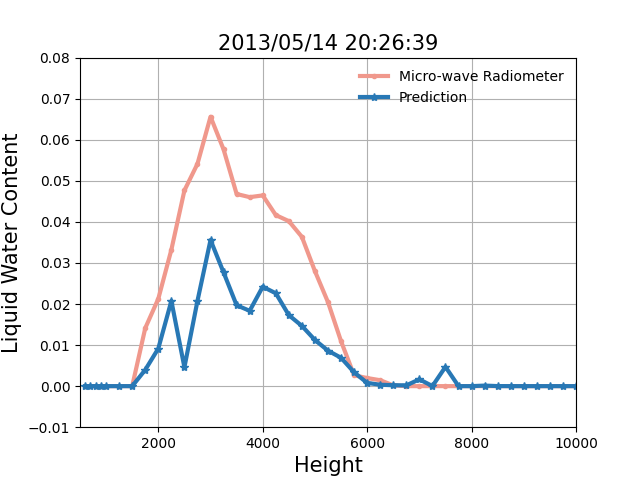 2013/05/14 20:26:39
Liquid Water Content
0.08
0.07
0.06
0.05
0.04
0.03
0.02
0.01
0.00
−0.01
Micro-wave Radiometer
Prediction
2000 4000 6000 8000 10000
Height